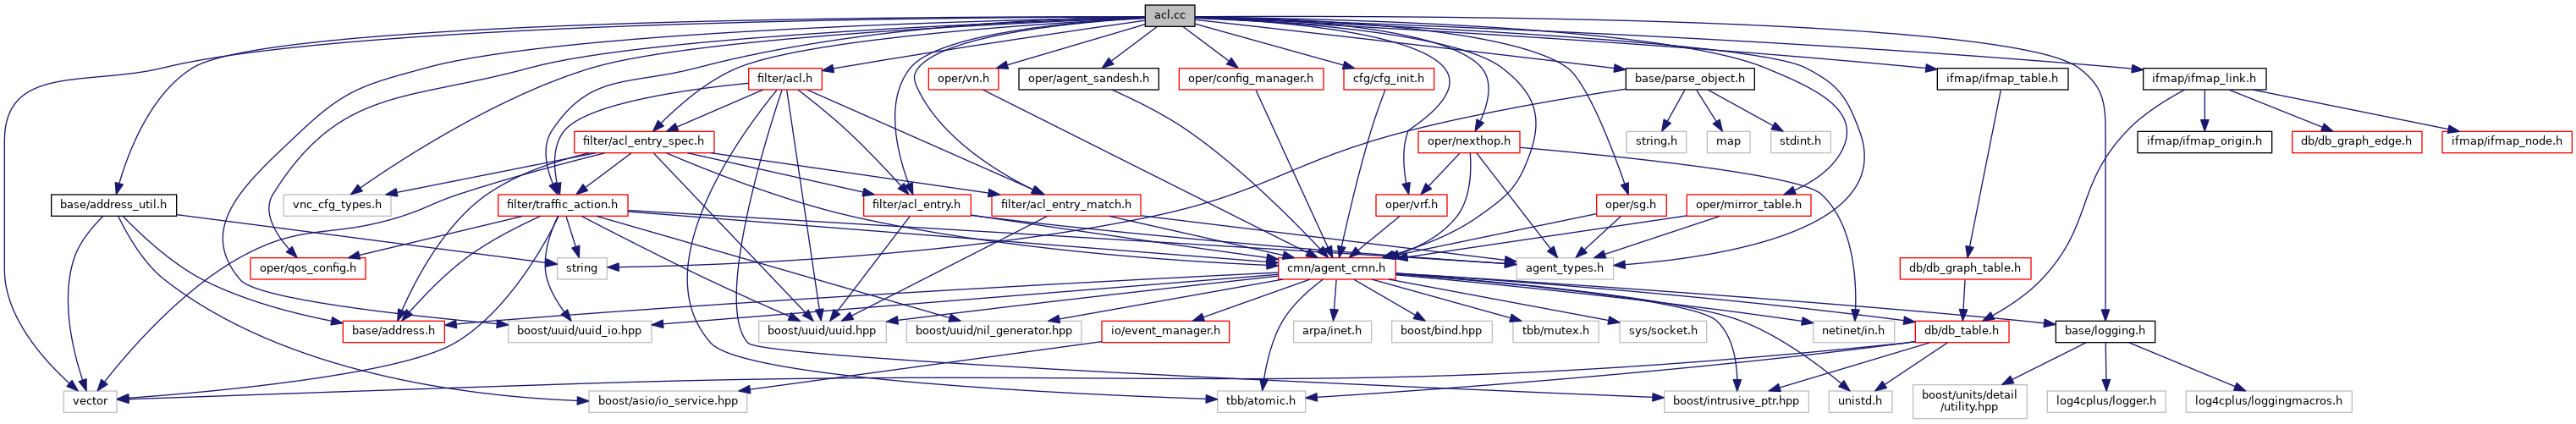 acl.cc
filter/acl.h
oper/vn.h
oper/agent_sandesh.h
oper/config_manager.h
cfg/cfg_init.h
base/parse_object.h
ifmap/ifmap_table.h
ifmap/ifmap_link.h
filter/acl_entry_spec.h
oper/nexthop.h
string.h
map
stdint.h
ifmap/ifmap_origin.h
db/db_graph_edge.h
ifmap/ifmap_node.h
base/address_util.h
vnc_cfg_types.h
filter/traffic_action.h
filter/acl_entry.h
filter/acl_entry_match.h
oper/vrf.h
oper/sg.h
oper/mirror_table.h
oper/qos_config.h
string
cmn/agent_cmn.h
agent_types.h
db/db_graph_table.h
base/address.h
boost/uuid/uuid_io.hpp
boost/uuid/uuid.hpp
boost/uuid/nil_generator.hpp
io/event_manager.h
arpa/inet.h
boost/bind.hpp
tbb/mutex.h
sys/socket.h
netinet/in.h
db/db_table.h
base/logging.h
vector
boost/asio/io_service.hpp
tbb/atomic.h
boost/intrusive_ptr.hpp
unistd.h
boost/units/detail
/utility.hpp
log4cplus/logger.h
log4cplus/loggingmacros.h